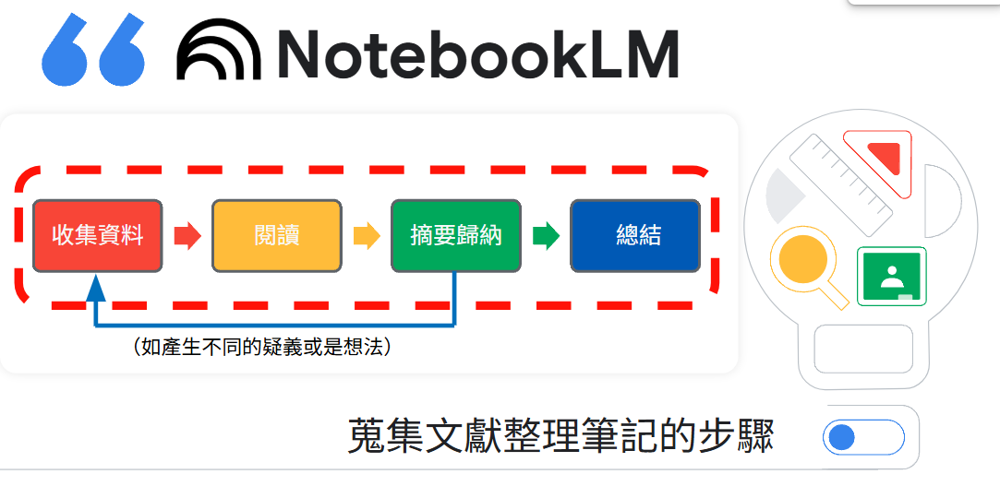 NotebookLM
收集資料
閱讀
摘要歸納
總結
（如產生不同的疑義或是想法）
蒐集文獻整理筆記的步驟